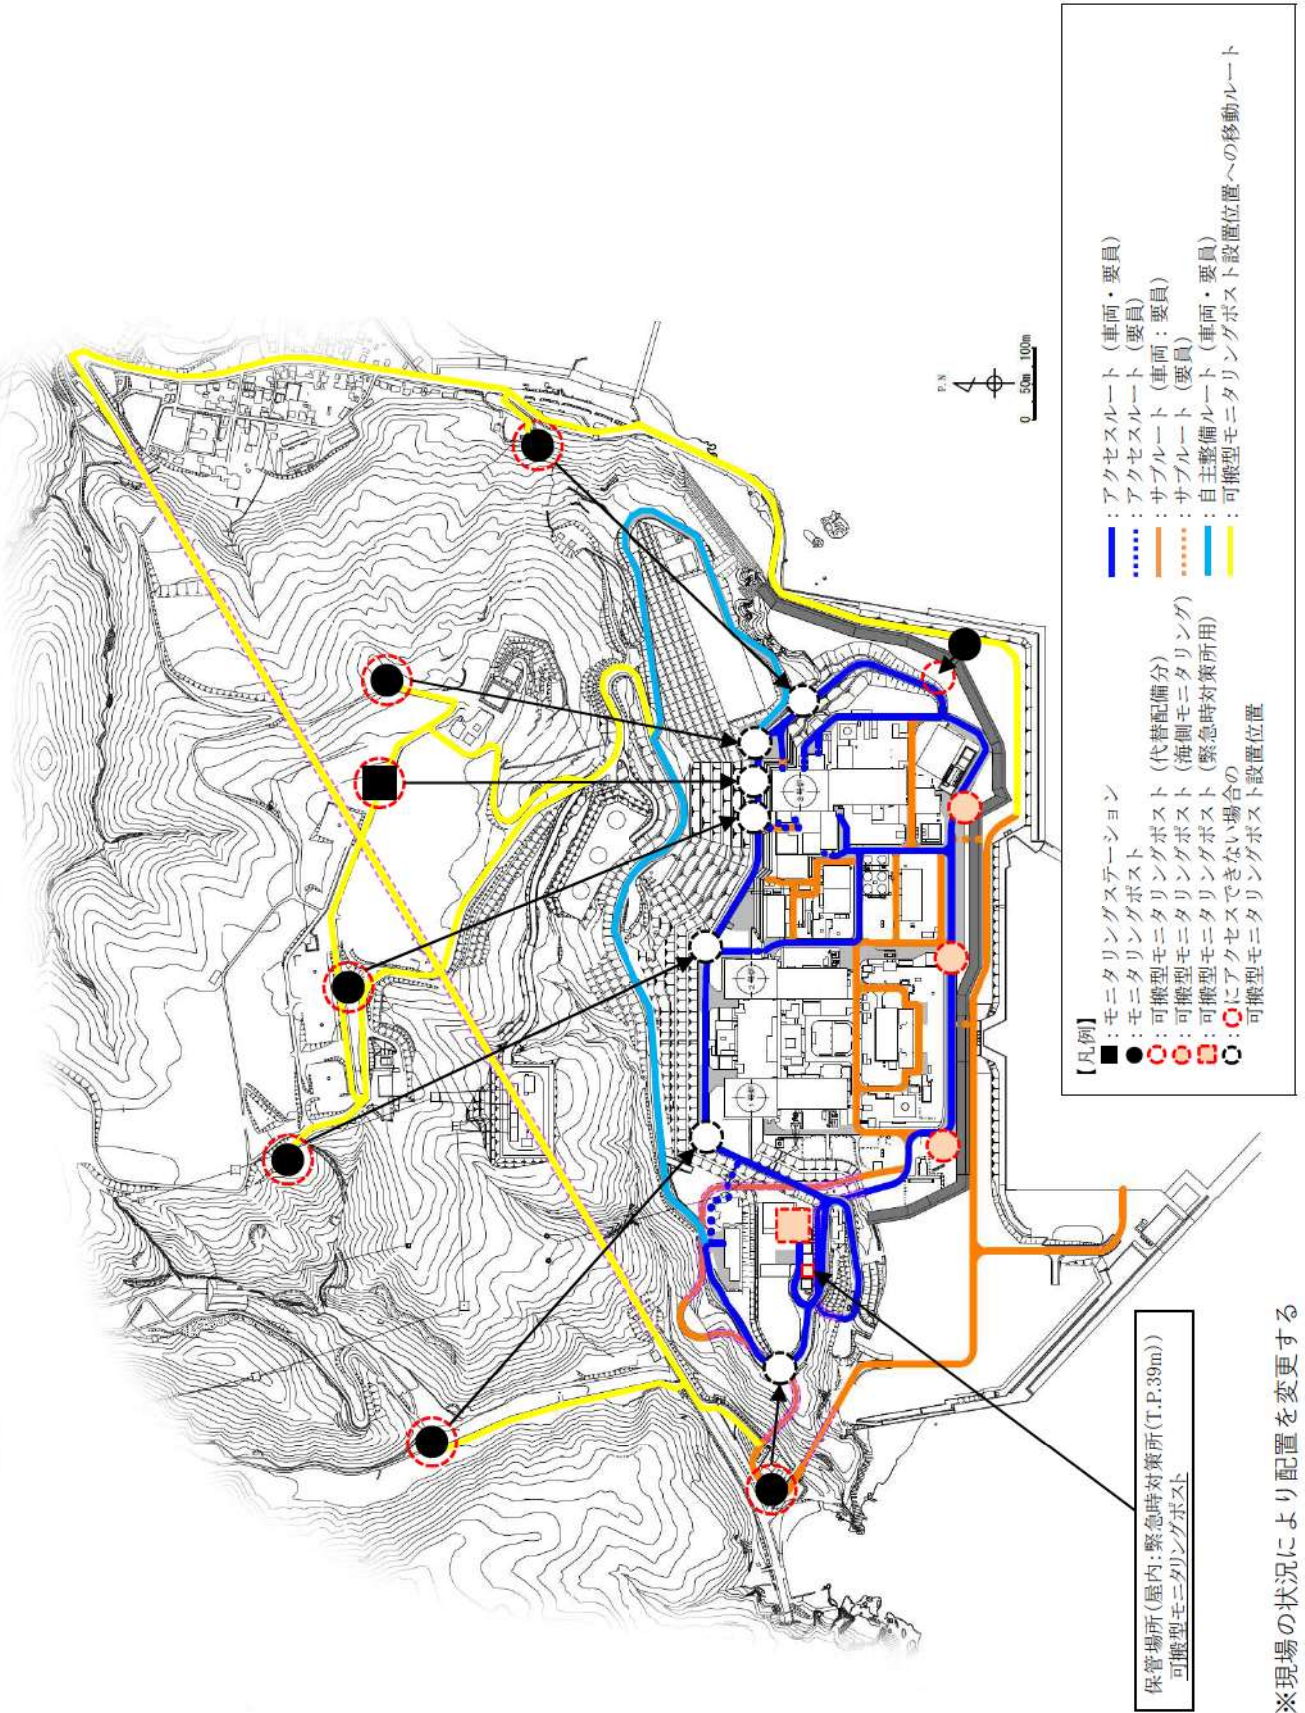 P.N
0 50m 100m
【凡例】
■：モニタリングステーション
●：モニタリングポスト
：可搬型モニタリングポスト（代替配備分）
：可搬型モニタリングポスト（海側モニタリング）
：可搬型モニタリングポスト（緊急時対策所用）
：〇にアクセスできない場合の
可搬型モニタリングポスト設置位置
：アクセスルート（車両・要員）
：アクセスルート（要員）
：サブルート（車両：要員）
：サブルート（要員）
：自主整備ルート（車両・要員）
：可搬型モニタリングポスト設置位置への移動ルート
保管場所（屋内：緊急時対策所(T.P.39m)）
可搬型モニタリングポスト
※現場の状況により配置を変更する